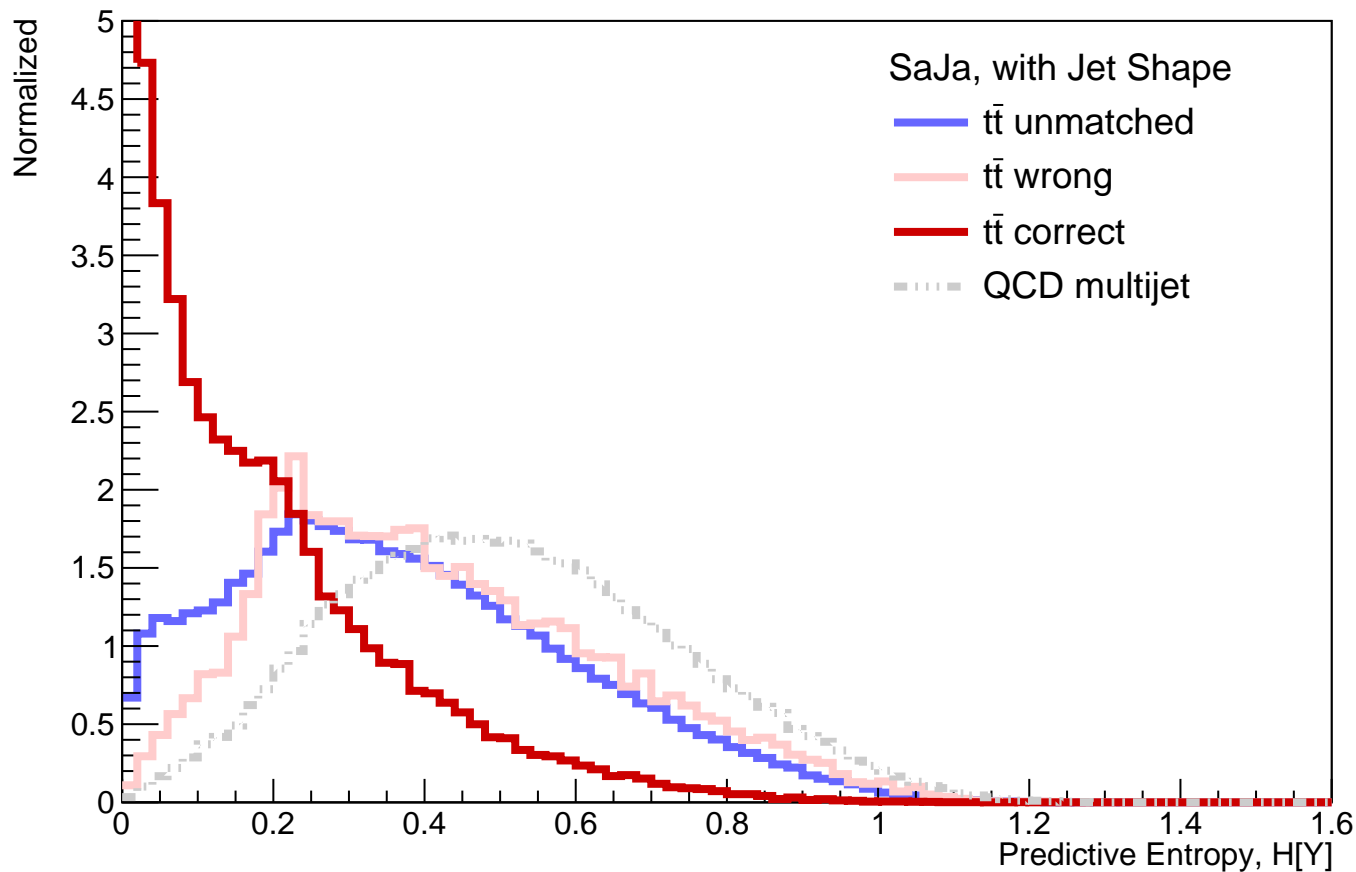 Normalized
5
4.5
4
3.5
3
2.5
2
1.5
1
0.5
0
SaJa, with Jet Shape
tt̄ unmatched
tt̄ wrong
tt̄ correct
QCD multijet
0 0.2 0.4 0.6 0.8 1 1.2 1.4 1.6
Predictive Entropy, H[Y]